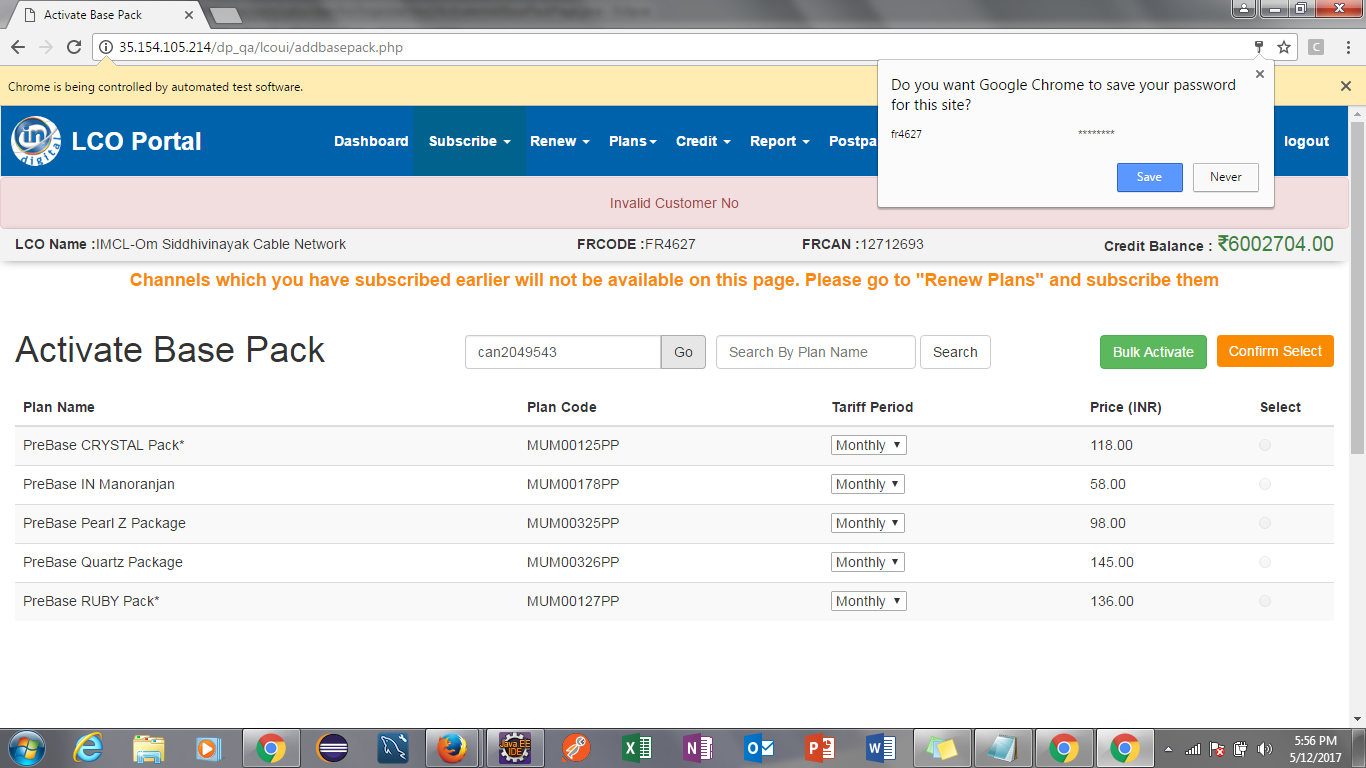 Activate Base Pack
35.154.105.214/dp_qa/lcoui/addbasepack.php
C
Chrome is being controlled by automated test software.
Do you want Google Chrome to save your password
for this site?
fr4627 ********
Save Never
in digital LCO Portal Dashboard Subscribe Renew Plans Credit Report Postpa logout
Invalid Customer No
LCO Name :IMCL-Om Siddhivinayak Cable Network FRCODE :FR4627 FRCAN :12712693 Credit Balance : ₹6002704.00
Channels which you have subscribed earlier will not be available on this page. Please go to "Renew Plans" and subscribe them
Activate Base Pack can2049543 Go Search By Plan Name Search Bulk Activate Confirm Select
Plan Name Plan Code Tariff Period Price (INR) Select
PreBase CRYSTAL Pack* MUM00125PP Monthly 118.00
PreBase IN Manoranjan MUM00178PP Monthly 58.00
PreBase Pearl Z Package MUM00325PP Monthly 98.00
PreBase Quartz Package MUM00326PP Monthly 145.00
PreBase RUBY Pack* MUM00127PP Monthly 136.00
Java EE
IDE
5:56 PM
5/12/2017